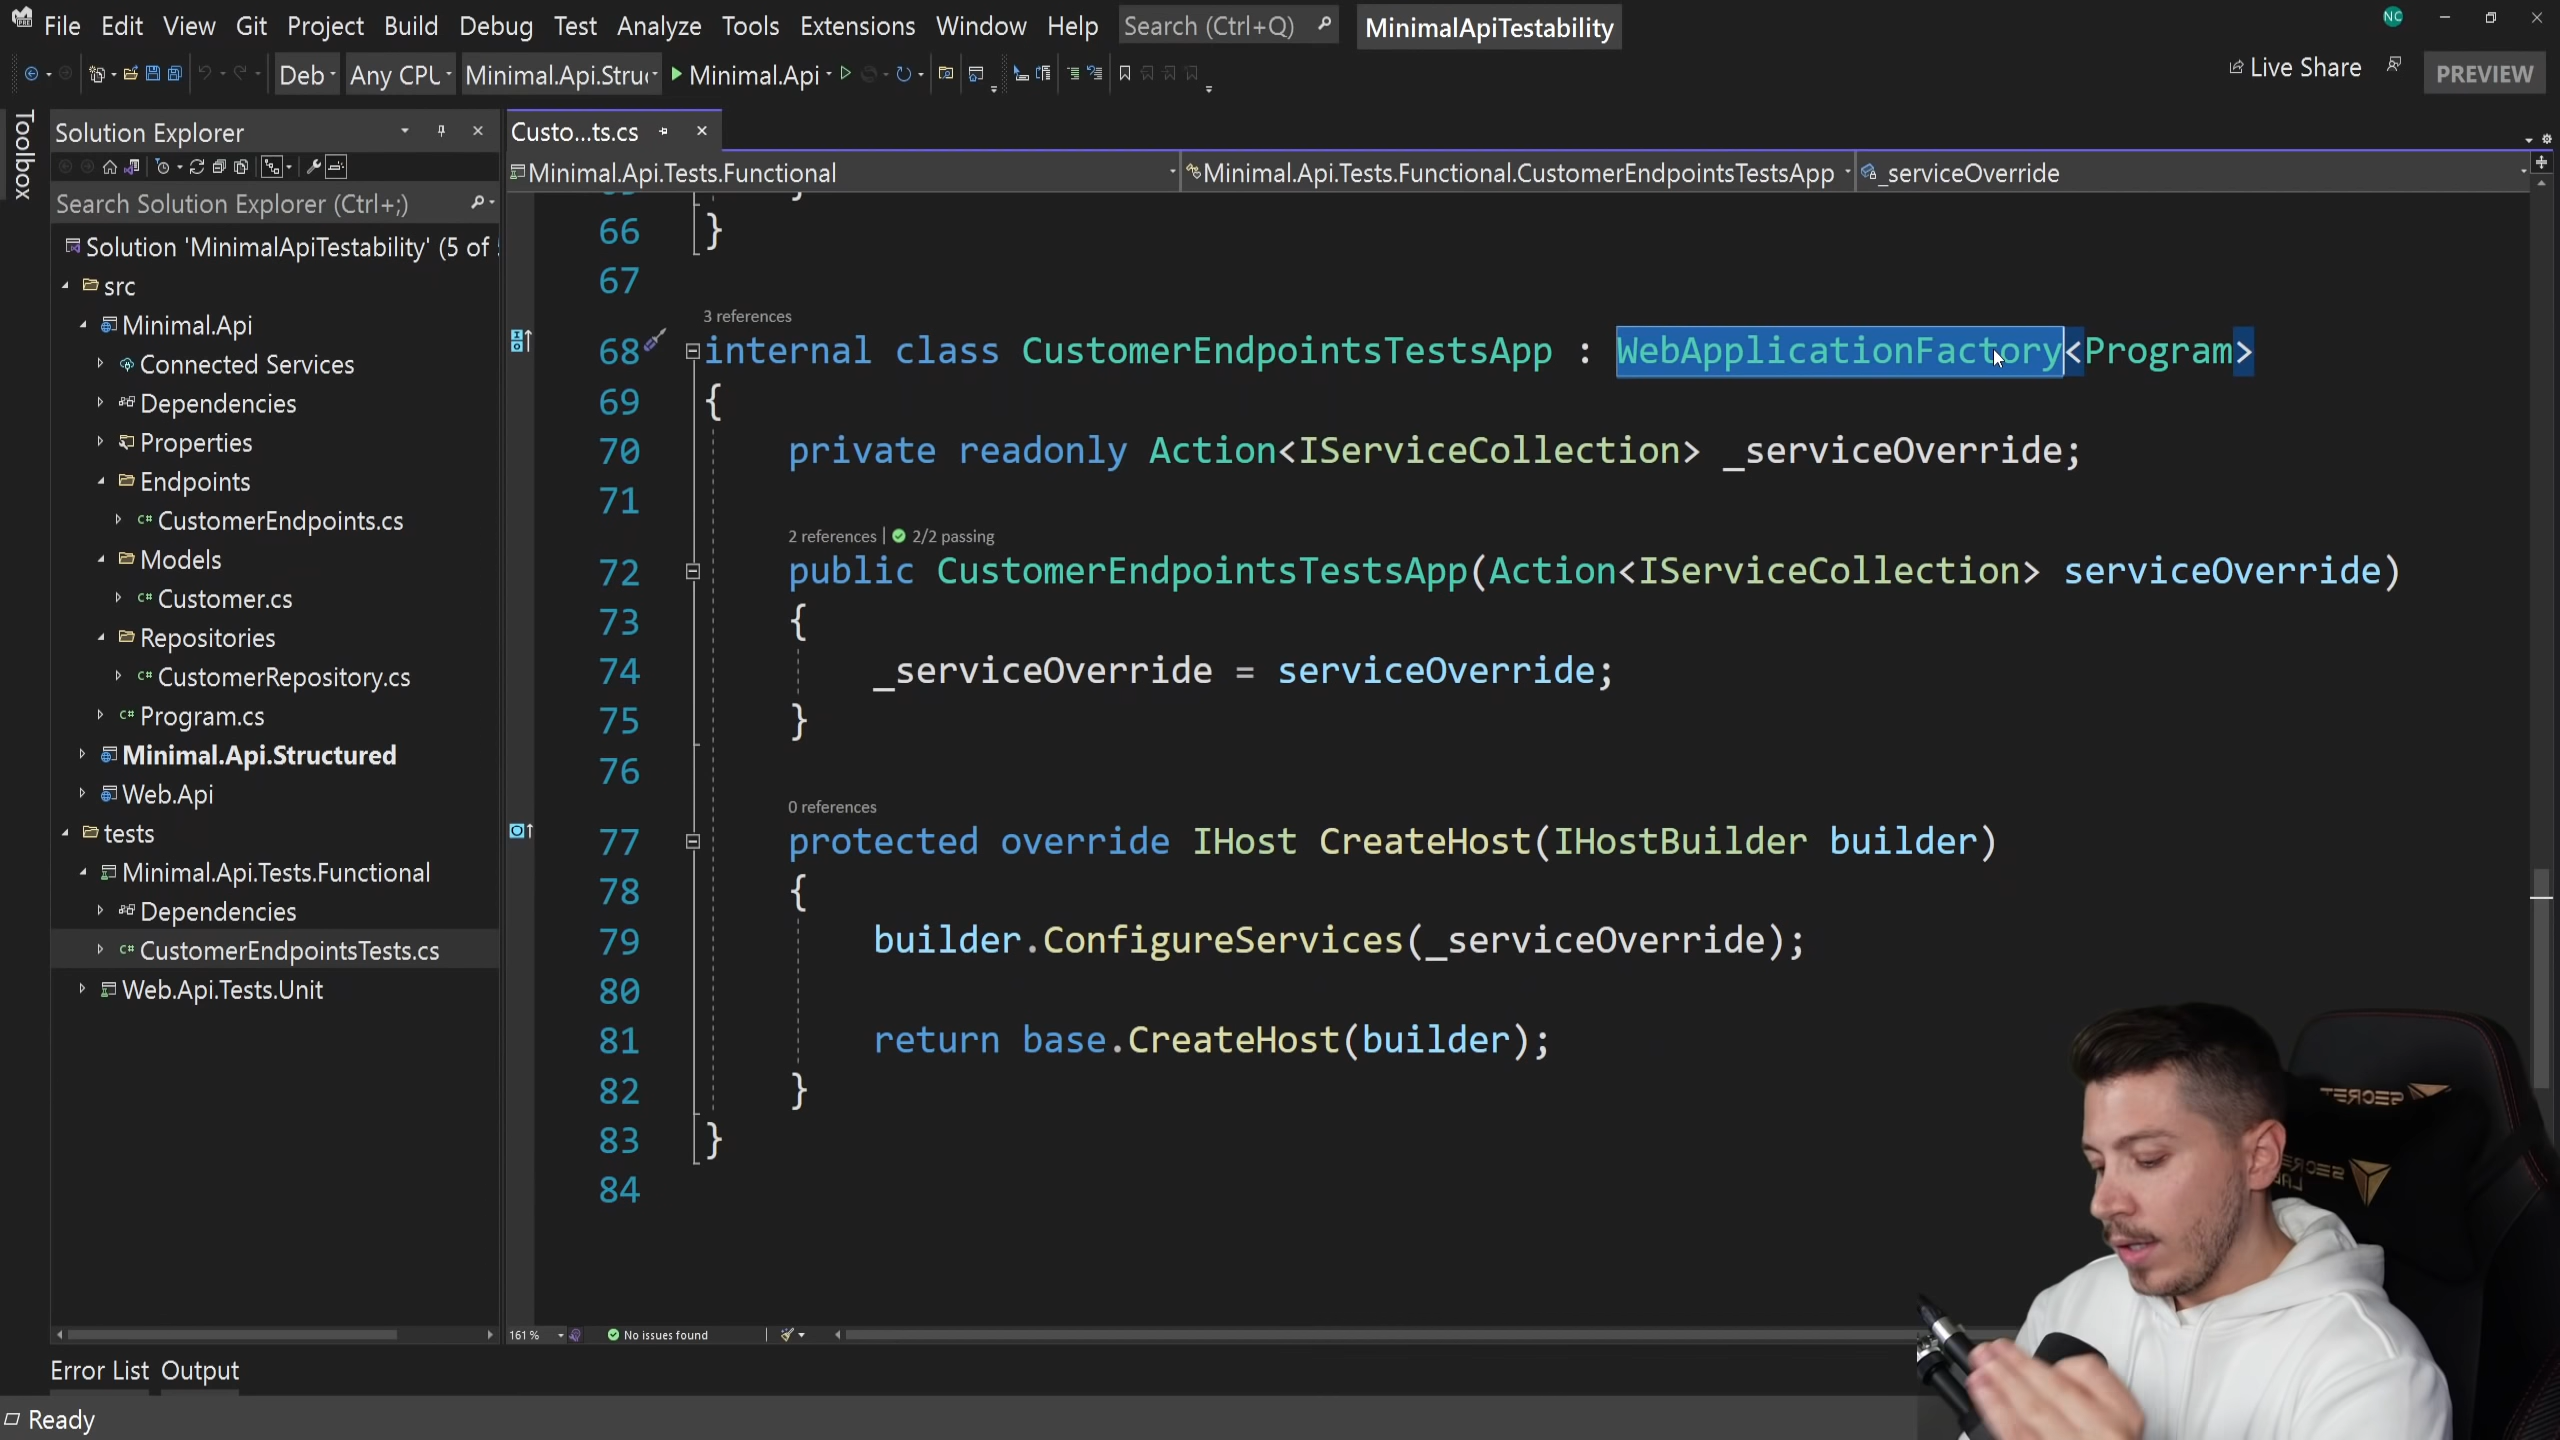 File Edit View Git Project Build Debug Test Analyze Tools Extensions Window Help Search (Ctrl+Q) MinimalApiTestability
NC
Deb Any CPU Minimal.Api.Struc Minimal.Api
Live Share
PREVIEW
Toolbox
Solution Explorer
Search Solution Explorer (Ctrl+;)
Solution 'MinimalApiTestability' (5 of
src
Minimal.Api
Connected Services
Dependencies
Properties
Endpoints
CustomerEndpoints.cs
Models
Customer.cs
Repositories
CustomerRepository.cs
Program.cs
Minimal.Api.Structured
Web.Api
tests
Minimal.Api.Tests.Functional
Dependencies
CustomerEndpointsTests.cs
Web.Api.Tests.Unit
Custo...ts.cs
Minimal.Api.Tests.Functional Minimal.Api.Tests.Functional.CustomerEndpointsTestsApp _serviceOverride
66 }
67
3 references
68 internal class CustomerEndpointsTestsApp : WebApplicationFactory<Program>
69 {
70 private readonly Action<IServiceCollection> _serviceOverride;
71
2 references | 2/2 passing
72 public CustomerEndpointsTestsApp(Action<IServiceCollection> serviceOverride)
73 {
74 _serviceOverride = serviceOverride;
75 }
76
0 references
77 protected override IHost CreateHost(IHostBuilder builder)
78 {
79 builder.ConfigureServices(_serviceOverride);
80
81 return base.CreateHost(builder);
82 }
83 }
84
161 % No issues found
Error List Output
Ready
SECRET